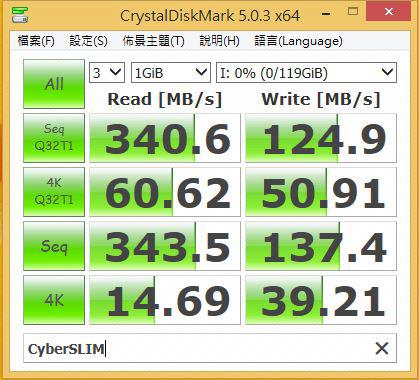 CrystalDiskMark 5.0.3 x64
檔案(F) 設定(S) 佈景主題(T) 說明(H) 語言(Language)
All 3 1GiB I: 0% (0/119GiB)
Read [MB/s] Write [MB/s]
Seq Q32T1 340.6 124.9
4K Q32T1 60.62 50.91
Seq 343.5 137.4
4K 14.69 39.21
CyberSLIM